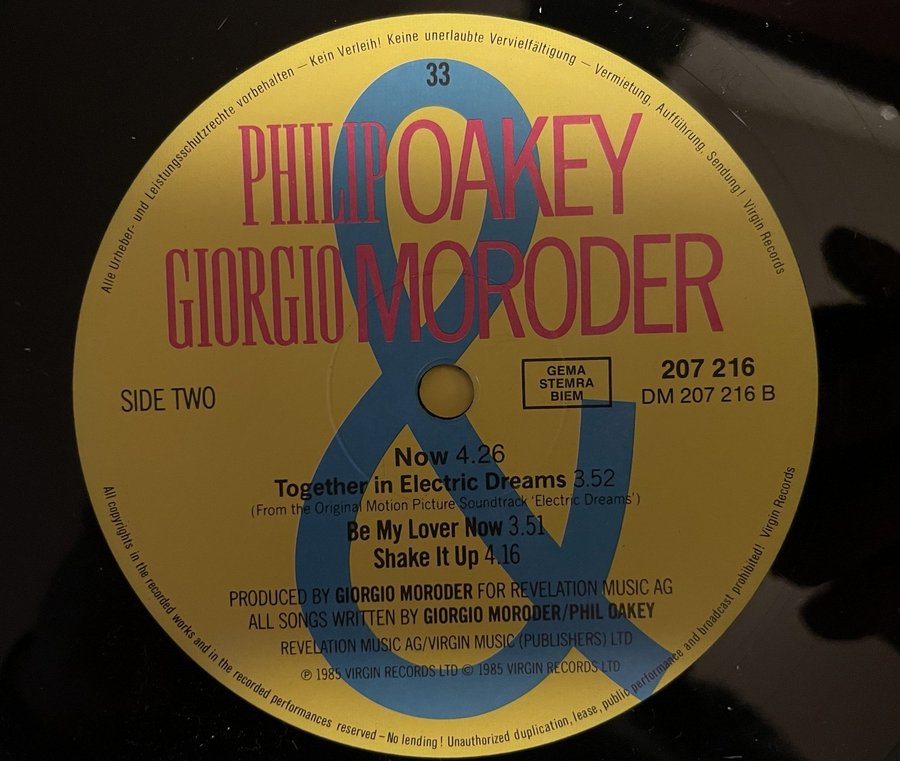 Alle Urheber- und Leistungsschutzrechte vorbehalten – Kein Verleih! Keine unerlaubte Vervielfältigung – Vermietung, Aufführung, Sendung! Virgin Records
33
PHILIP OAKEY
&
GIORGIO MORODER
SIDE TWO
GEMA
STEMRA
BIEM
207 216
DM 207 216 B
Now 4.26
Together in Electric Dreams 3.52
(From the Original Motion Picture Soundtrack 'Electric Dreams')
Be My Lover Now 3.51
Shake It Up 4.16
PRODUCED BY GIORGIO MORODER FOR REVELATION MUSIC AG
ALL SONGS WRITTEN BY GIORGIO MORODER/PHIL OAKEY
REVELATION MUSIC AG/VIRGIN MUSIC (PUBLISHERS) LTD
℗ 1985 VIRGIN RECORDS LTD © 1985 VIRGIN RECORDS LTD
All copyrights in the recorded works and in the recorded performances reserved – No lending! Unauthorized duplication, lease, public performance and broadcast prohibited! Virgin Records